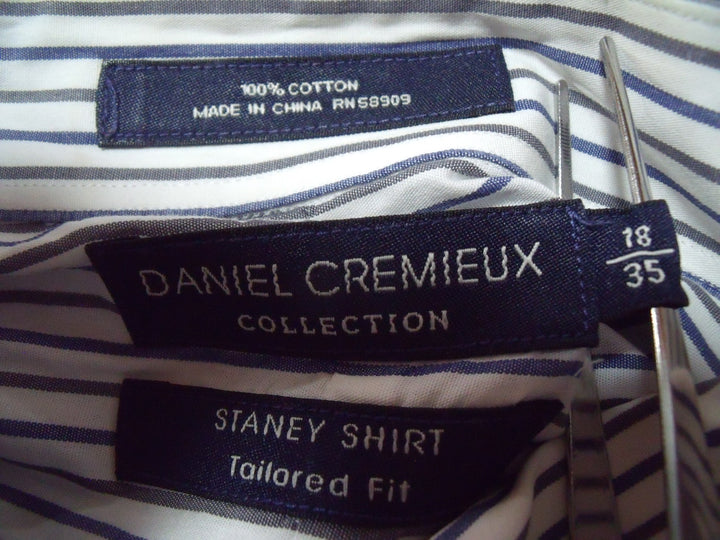 100% COTTON
MADE IN CHINA RN58909
DANIEL CREMIEUX
COLLECTION
18
35
STANEY SHIRT
Tailored Fit